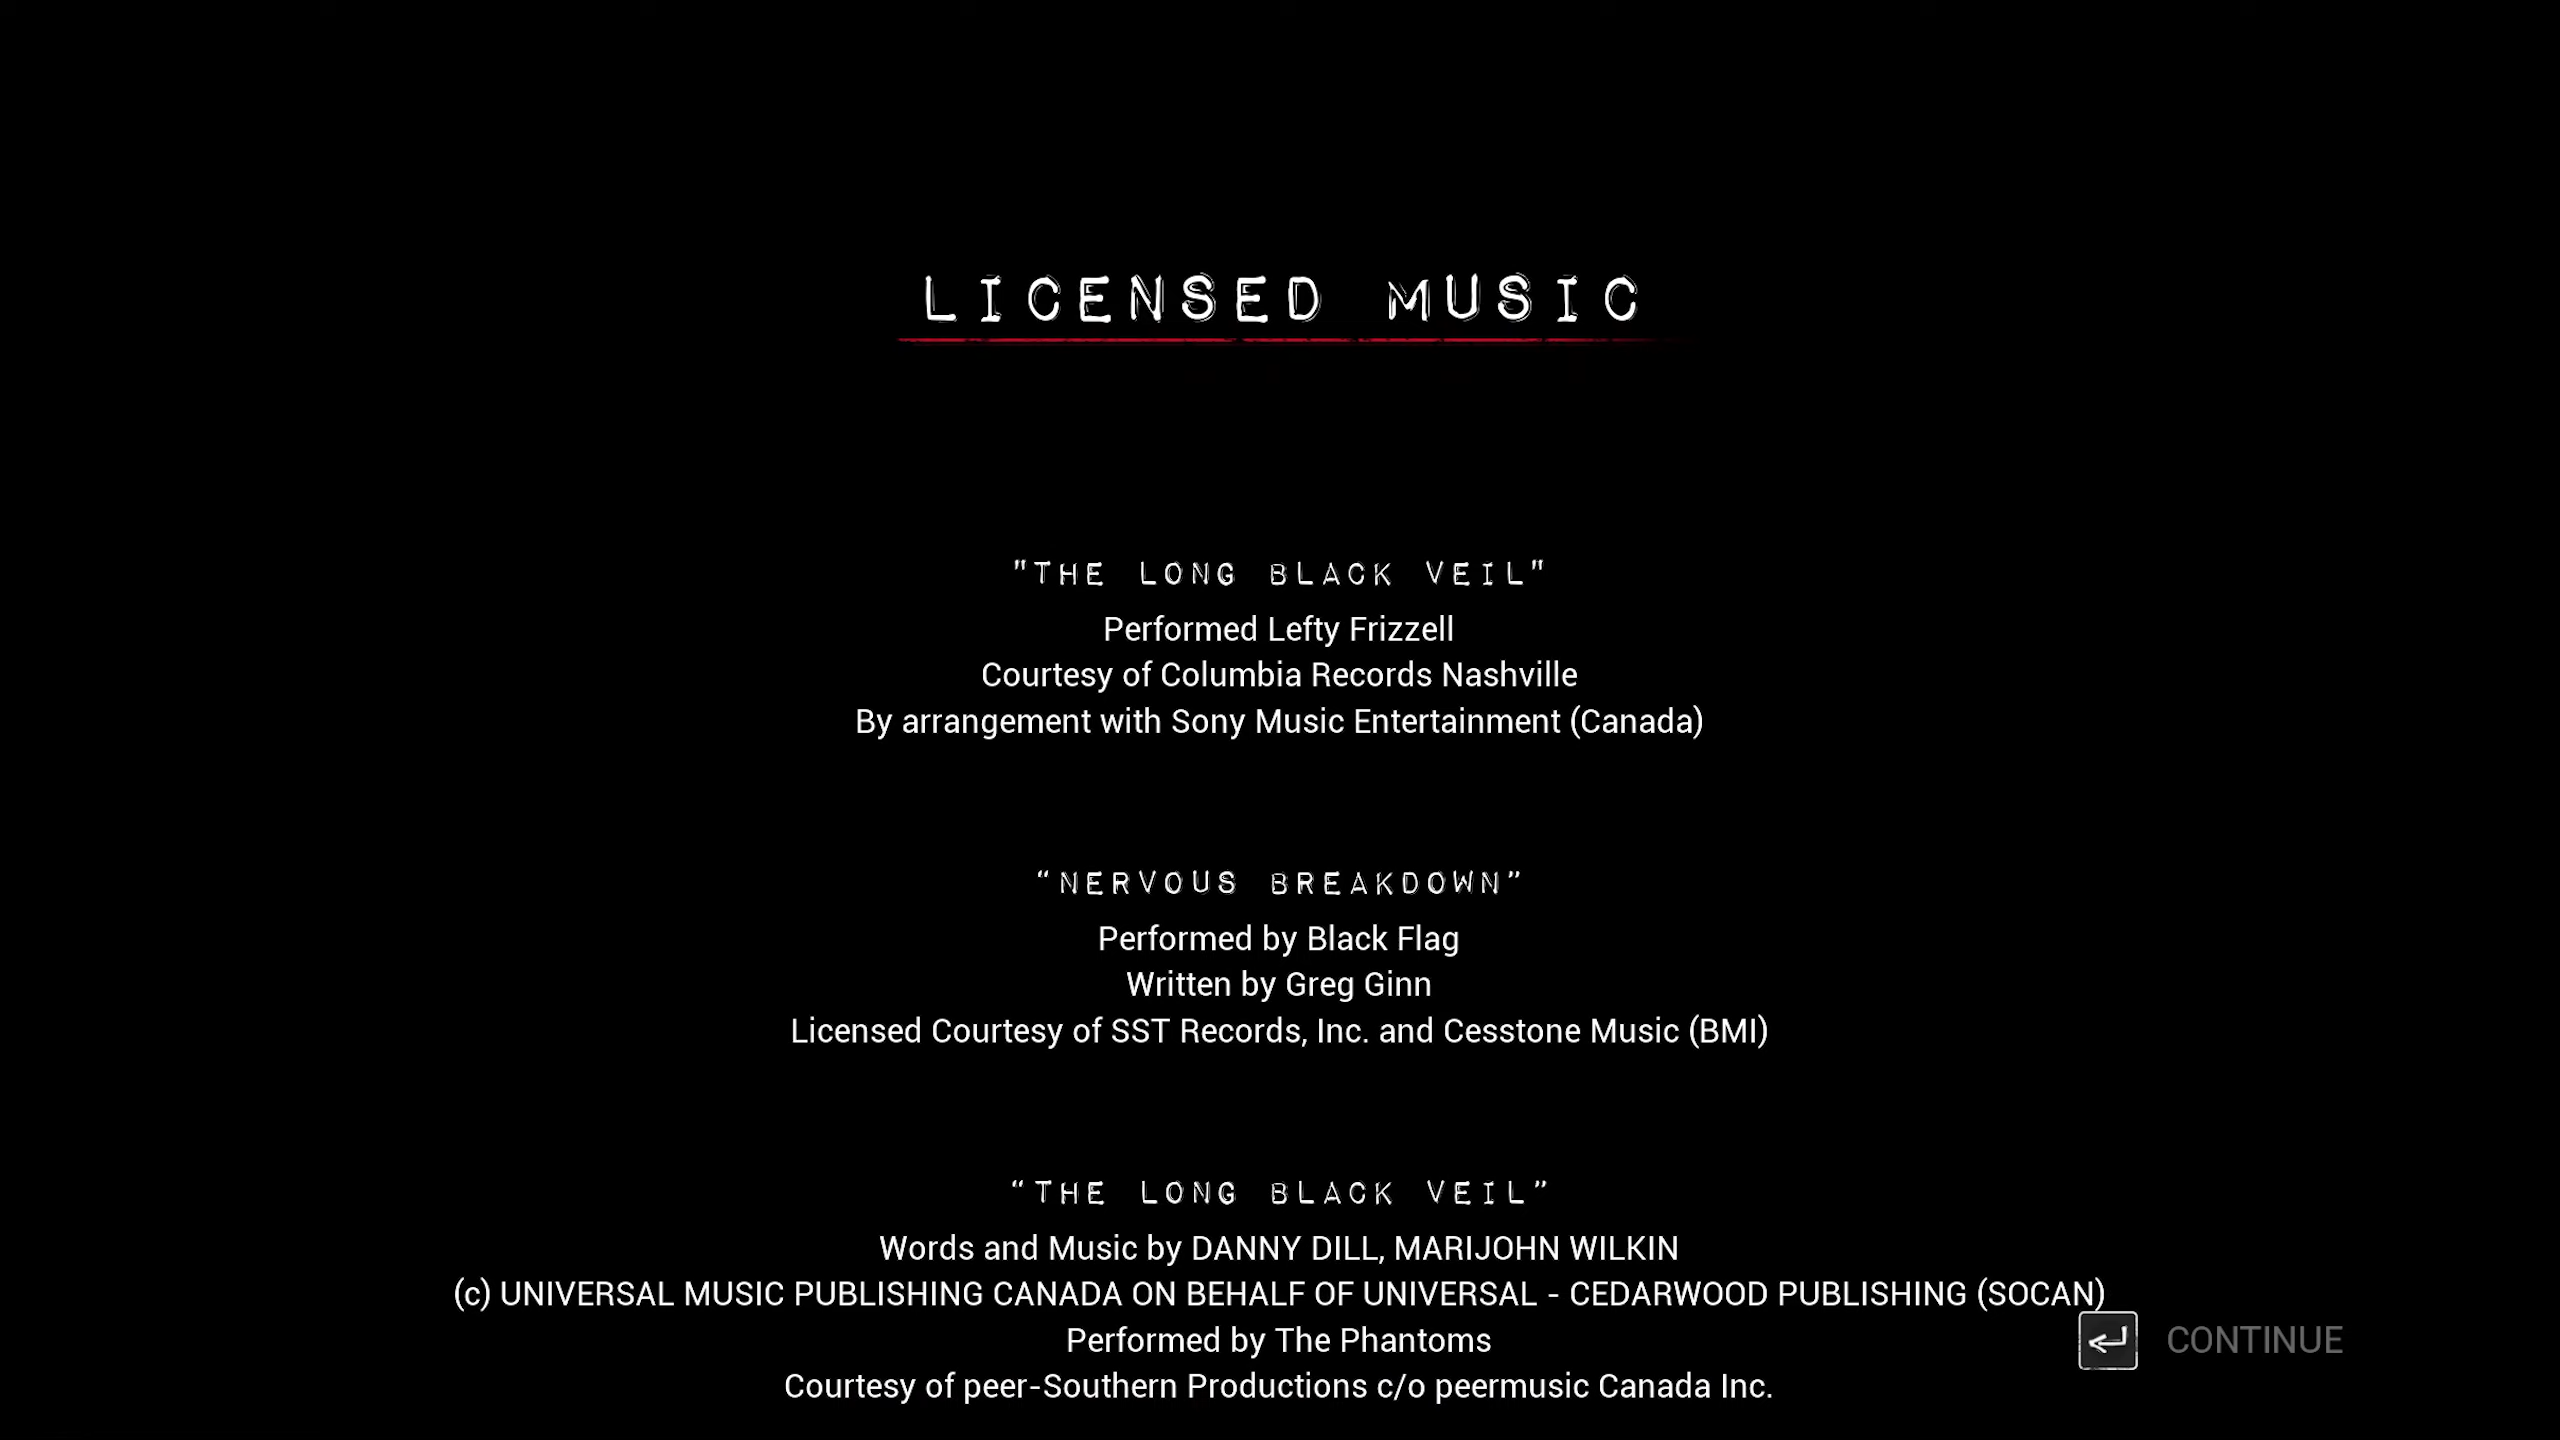 LICENSED MUSIC
"THE LONG BLACK VEIL"
Performed Lefty Frizzell
Courtesy of Columbia Records Nashville
By arrangement with Sony Music Entertainment (Canada)
“NERVOUS BREAKDOWN”
Performed by Black Flag
Written by Greg Ginn
Licensed Courtesy of SST Records, Inc. and Cesstone Music (BMI)
“THE LONG BLACK VEIL”
Words and Music by DANNY DILL, MARIJOHN WILKIN
(c) UNIVERSAL MUSIC PUBLISHING CANADA ON BEHALF OF UNIVERSAL - CEDARWOOD PUBLISHING (SOCAN)
Performed by The Phantoms
CONTINUE
Courtesy of peer-Southern Productions c/o peermusic Canada Inc.